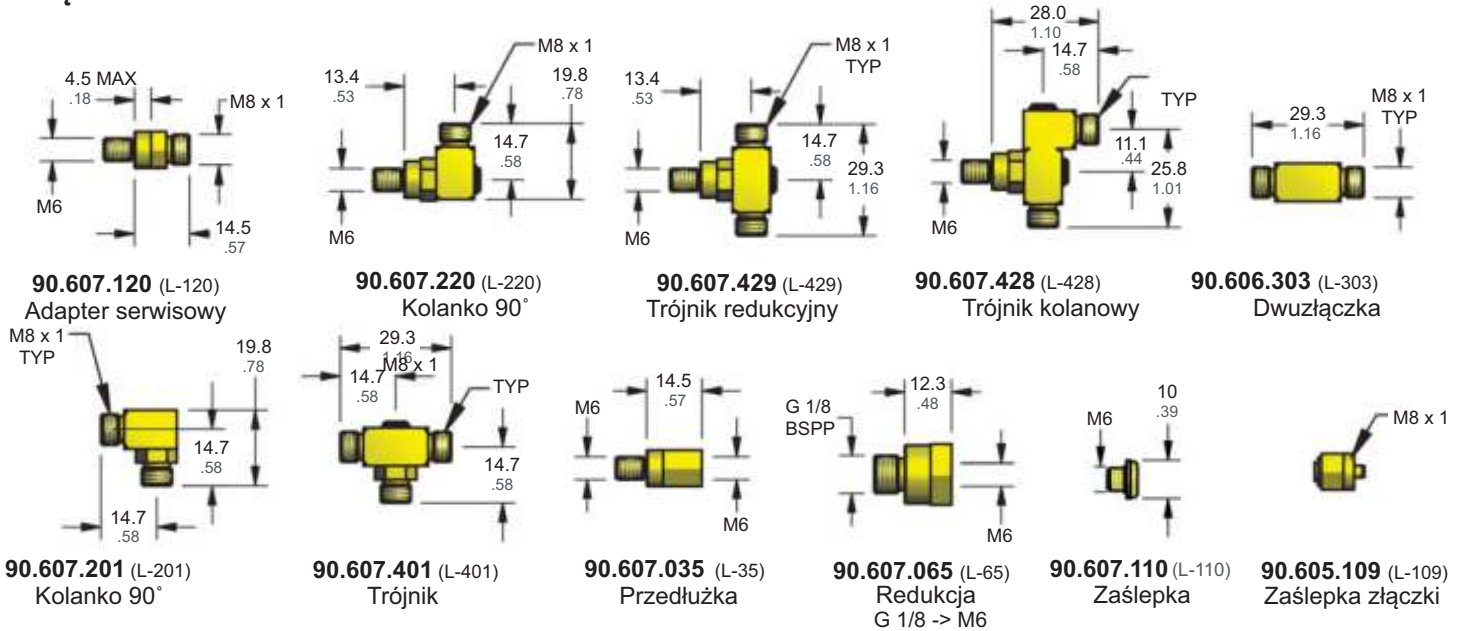 4.5 MAX
.18
M8 x 1
M6
14.5
.57
90.607.120 (L-120)
Adapter serwisowy
13.4
.53
M8 x 1
19.8
.78
14.7
.58
M6
90.607.220 (L-220)
Kolanko 90°
13.4
.53
M8 x 1
TYP
14.7
.58
29.3
1.16
M6
90.607.429 (L-429)
Trójnik redukcyjny
28.0
1.10
14.7
.58
TYP
11.1
.44
25.8
1.01
M6
90.607.428 (L-428)
Trójnik kolanowy
29.3
1.16
M8 x 1
TYP
90.606.303 (L-303)
Dwuzłączka
M8 x 1
TYP
19.8
.78
14.7
.58
14.7
.58
90.607.201 (L-201)
Kolanko 90°
29.3
1.16
M8 x 1
14.7
.58
TYP
14.7
.58
90.607.401 (L-401)
Trójnik
14.5
.57
M6
M6
90.607.035 (L-35)
Przedłużka
12.3
.48
G 1/8
BSPP
M6
90.607.065 (L-65)
Redukcja
G 1/8 -> M6
10
.39
M6
90.607.110 (L-110)
Zaślepka
M8 x 1
90.605.109 (L-109)
Zaślepka złączki